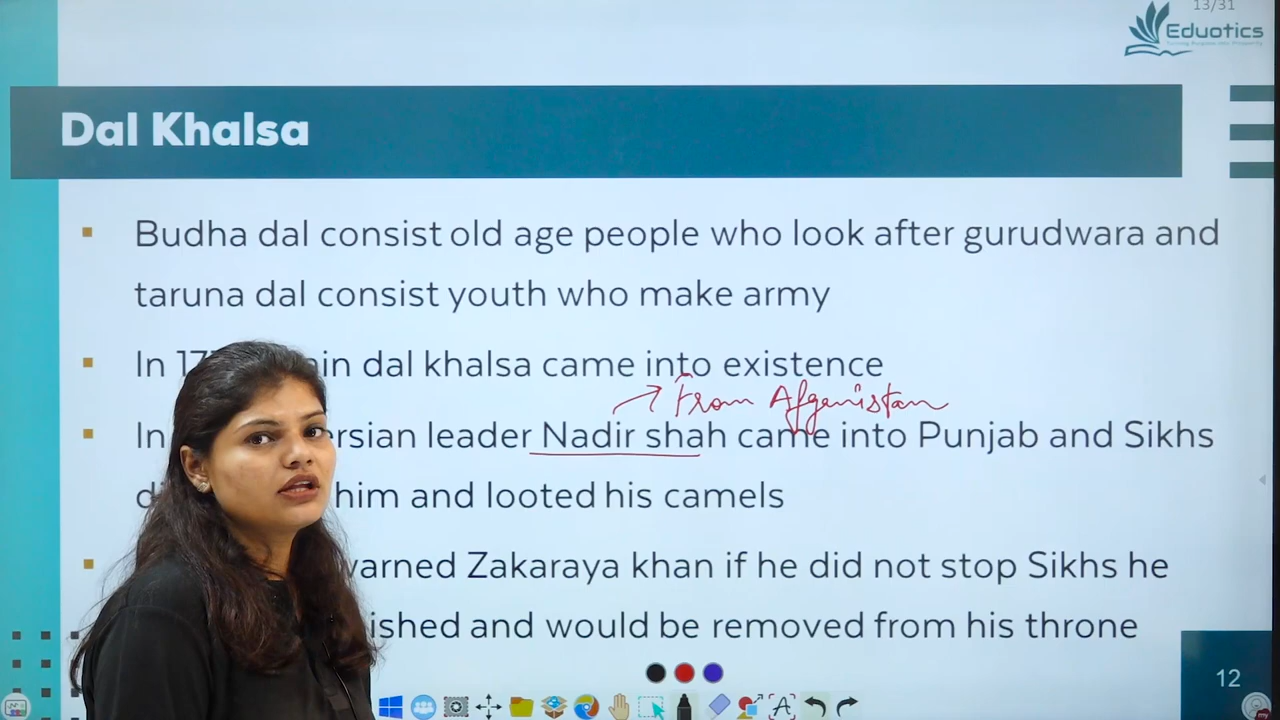 13/31
Eduotics
Dal Khalsa
Budha dal consist old age people who look after gurudwara and
taruna dal consist youth who make army
In 17 in dal khalsa came into existence
From Afgenistan
In rsian leader Nadir shah came into Punjab and Sikhs
him and looted his camels
warned Zakaraya khan if he did not stop Sikhs he
ished and would be removed from his throne
12